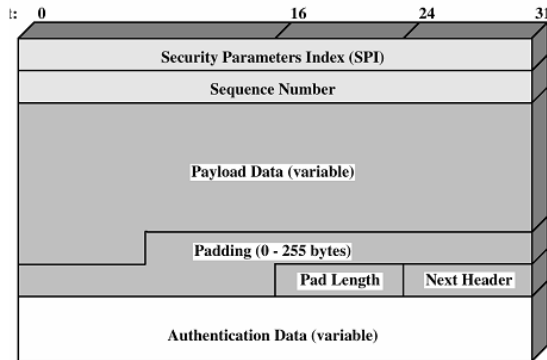 t: 0 16 24 31
Security Parameters Index (SPI)
Sequence Number
Payload Data (variable)
Padding (0 - 255 bytes)
Pad Length Next Header
Authentication Data (variable)